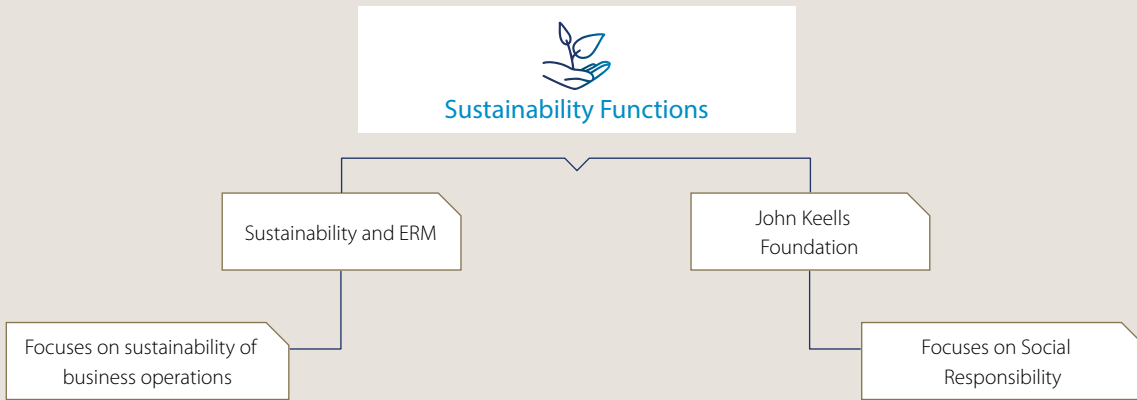 Sustainability Functions
Sustainability and ERM
John Keells
Foundation
Focuses on sustainability of
business operations
Focuses on Social
Responsibility